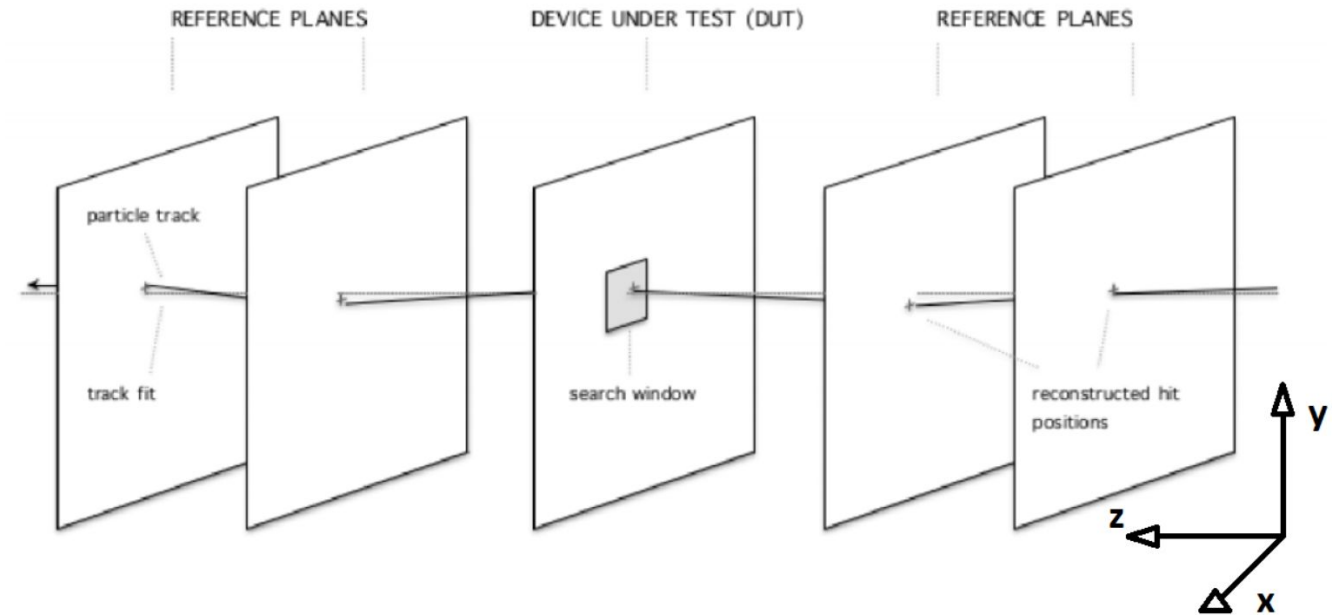 REFERENCE PLANES
DEVICE UNDER TEST (DUT)
REFERENCE PLANES
particle track
track fit
search window
reconstructed hit
positions
y
z
x